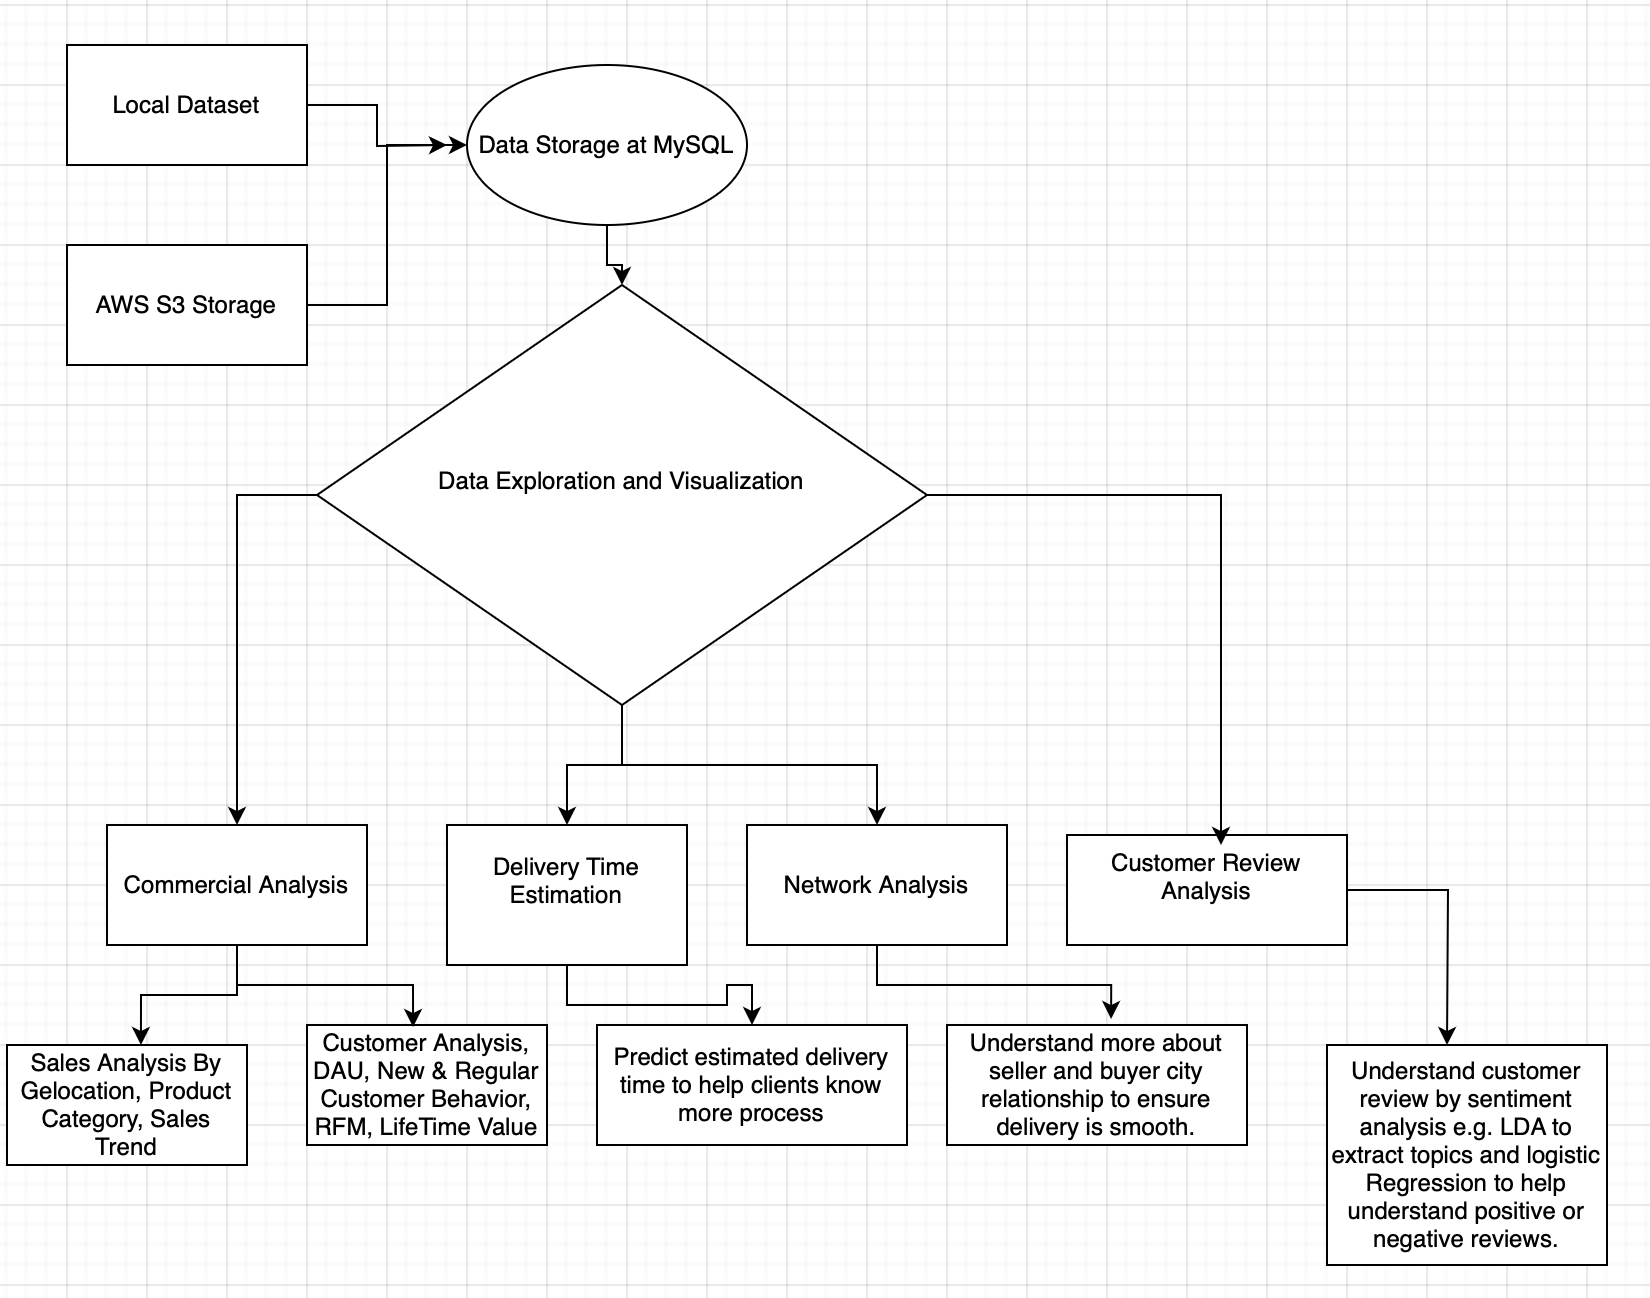 Local Dataset
Data Storage at MySQL
AWS S3 Storage
Data Exploration and Visualization
Commercial Analysis
Delivery Time
Estimation
Network Analysis
Customer Review
Analysis
Sales Analysis By
Gelocation, Product
Category, Sales
Trend
Customer Analysis,
DAU, New & Regular
Customer Behavior,
RFM, LifeTime Value
Predict estimated delivery
time to help clients know
more process
Understand more about
seller and buyer city
relationship to ensure
delivery is smooth.
Understand customer
review by sentiment
analysis e.g. LDA to
extract topics and logistic
Regression to help
understand positive or
negative reviews.